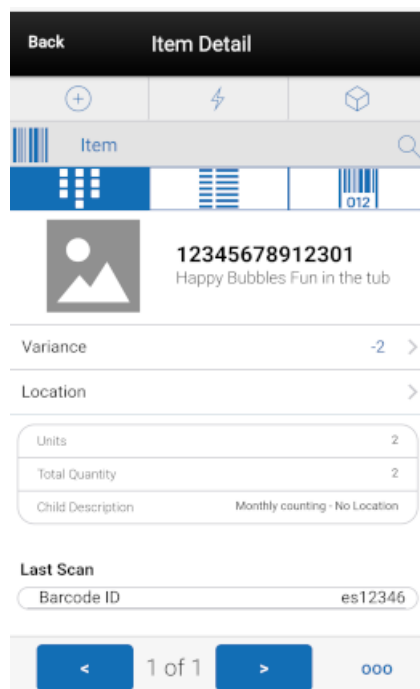 Back Item Detail
Item
012
12345678912301
Happy Bubbles Fun in the tub
Variance -2 >
Location >
Units 2
Total Quantity 2
Child Description Monthly counting - No Location
Last Scan
Barcode ID es12346
< 1 of 1 > ooo